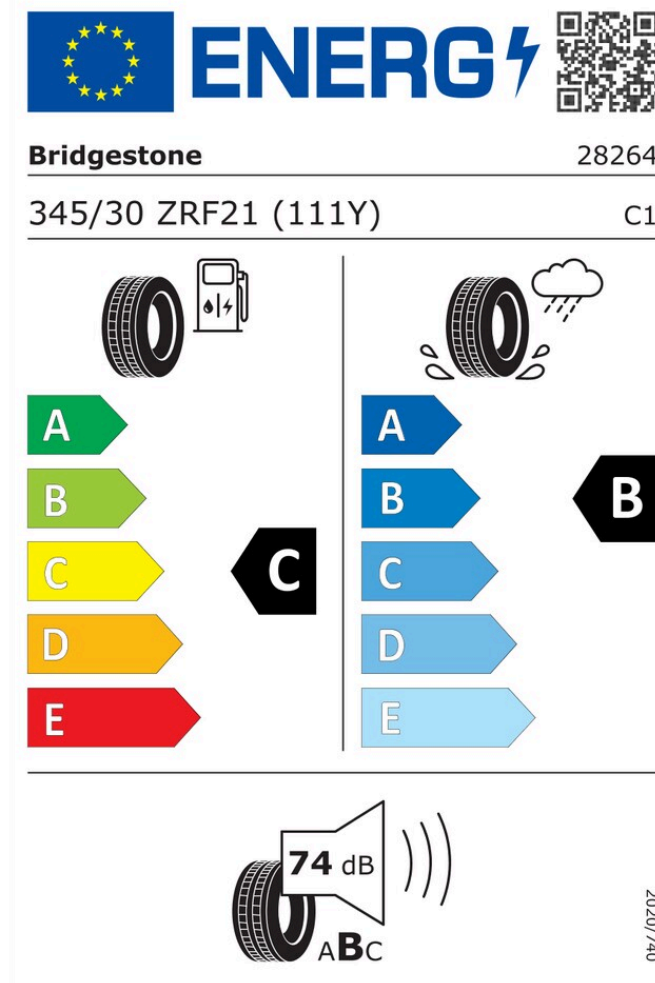 ENERG
Bridgestone 28264
345/30 ZRF21 (111Y) C1
A
B
C
D
E
C
A
B
C
D
E
B
74 dB
ABC
2020/740